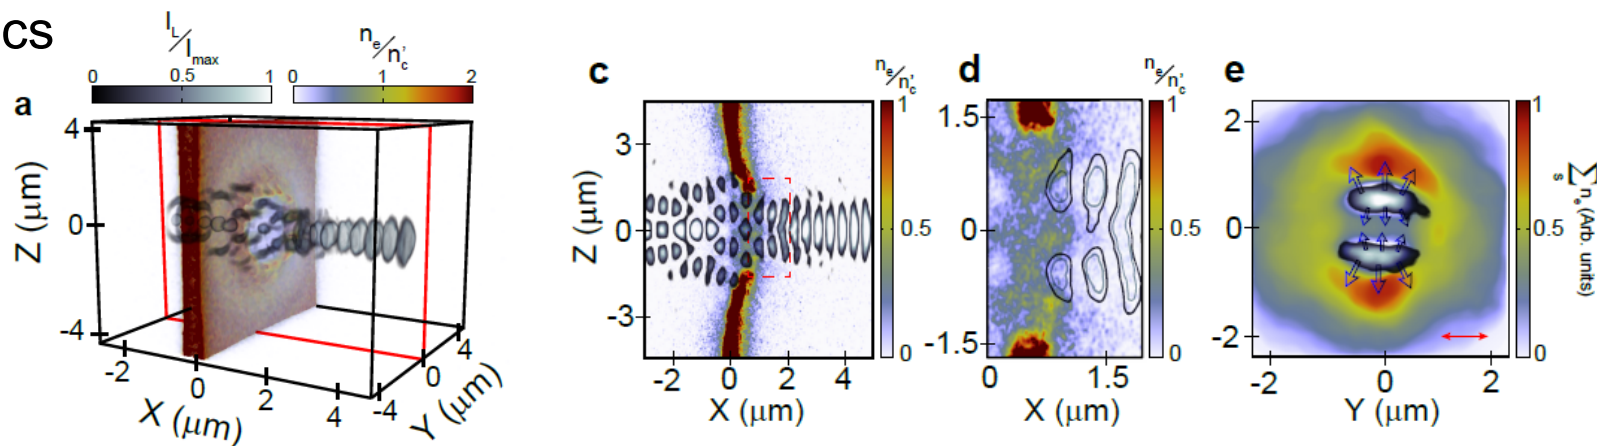 cs
I_L/I_max
n_e/n'_c
0 0.5 1
0 1 2
a
4
0
-4
Z (μm)
-2 0 2 4
X (μm)
-4 0 4
Y (μm)
c
n_e/n'_c
3
0
-3
Z (μm)
-2 0 2 4
X (μm)
1
0.5
0
d
n_e/n'_c
1.5
0
-1.5
0 1.5
X (μm)
1
0.5
0
e
2
0
-2
-2 0 2
Y (μm)
1
0.5
0
∑_s n_e (Arb. units)